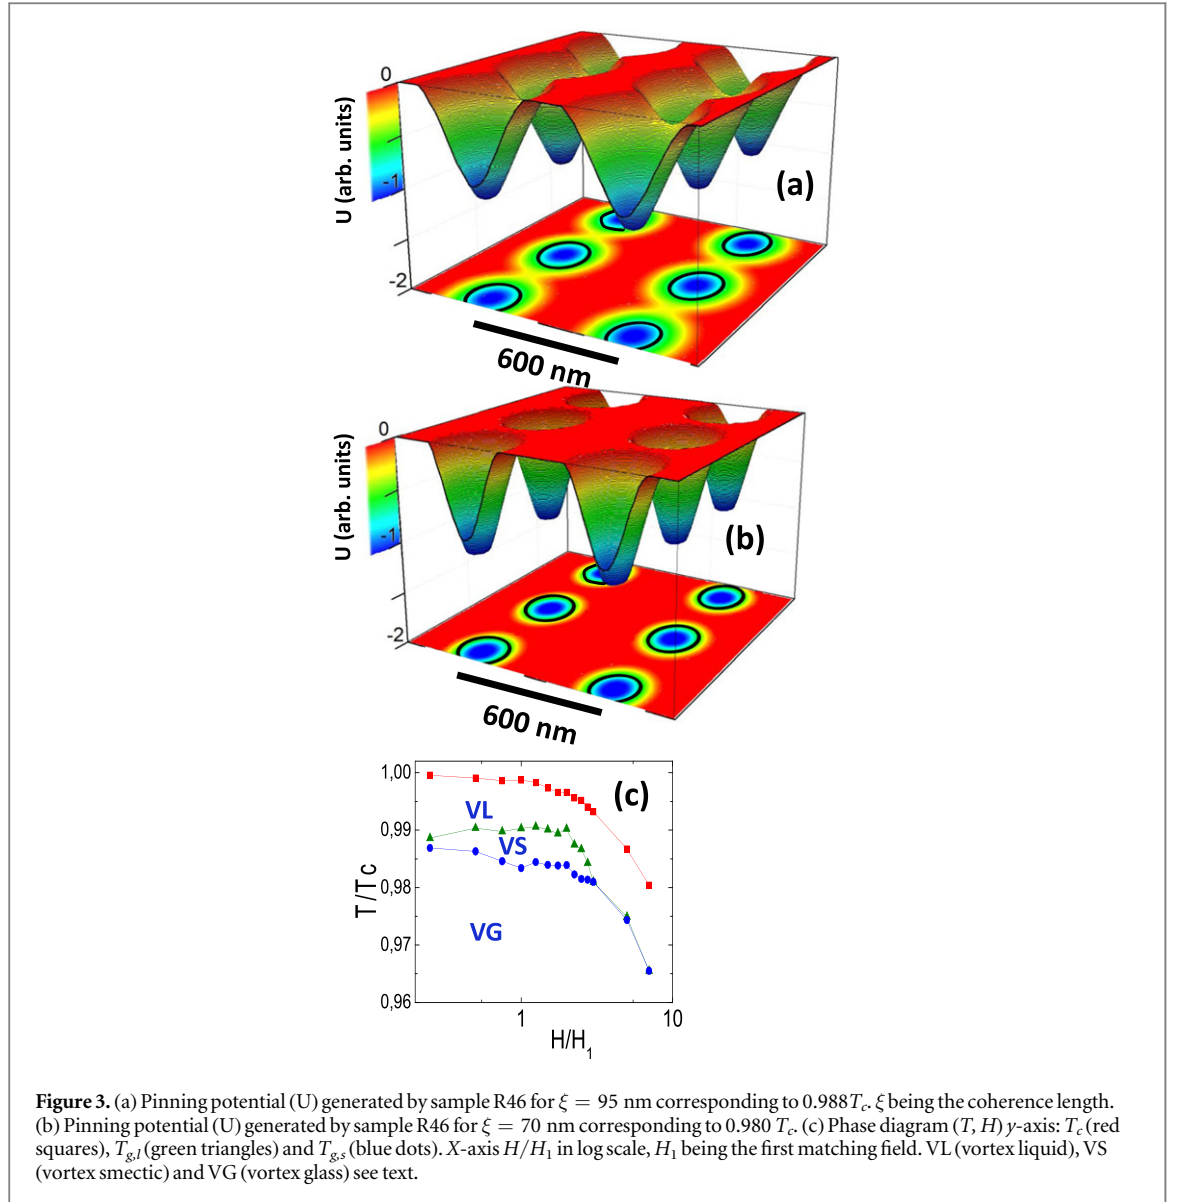 0
U (arb. units)
-1
(a)
-2
600 nm
0
U (arb. units)
-1
(b)
-2
600 nm
1,00
(c)
VL
0,99
VS
T/Tc
0,98
VG
0,97
0,96
1
10
H/H₁
Figure 3. (a) Pinning potential (U) generated by sample R46 for ξ = 95 nm corresponding to 0.988Tc. ξ being the coherence length.
(b) Pinning potential (U) generated by sample R46 for ξ = 70 nm corresponding to 0.980 Tc. (c) Phase diagram (T, H) y-axis: Tc (red
squares), Tg,l (green triangles) and Tg,s (blue dots). X-axis H/H₁ in log scale, H₁ being the first matching field. VL (vortex liquid), VS
(vortex smectic) and VG (vortex glass) see text.